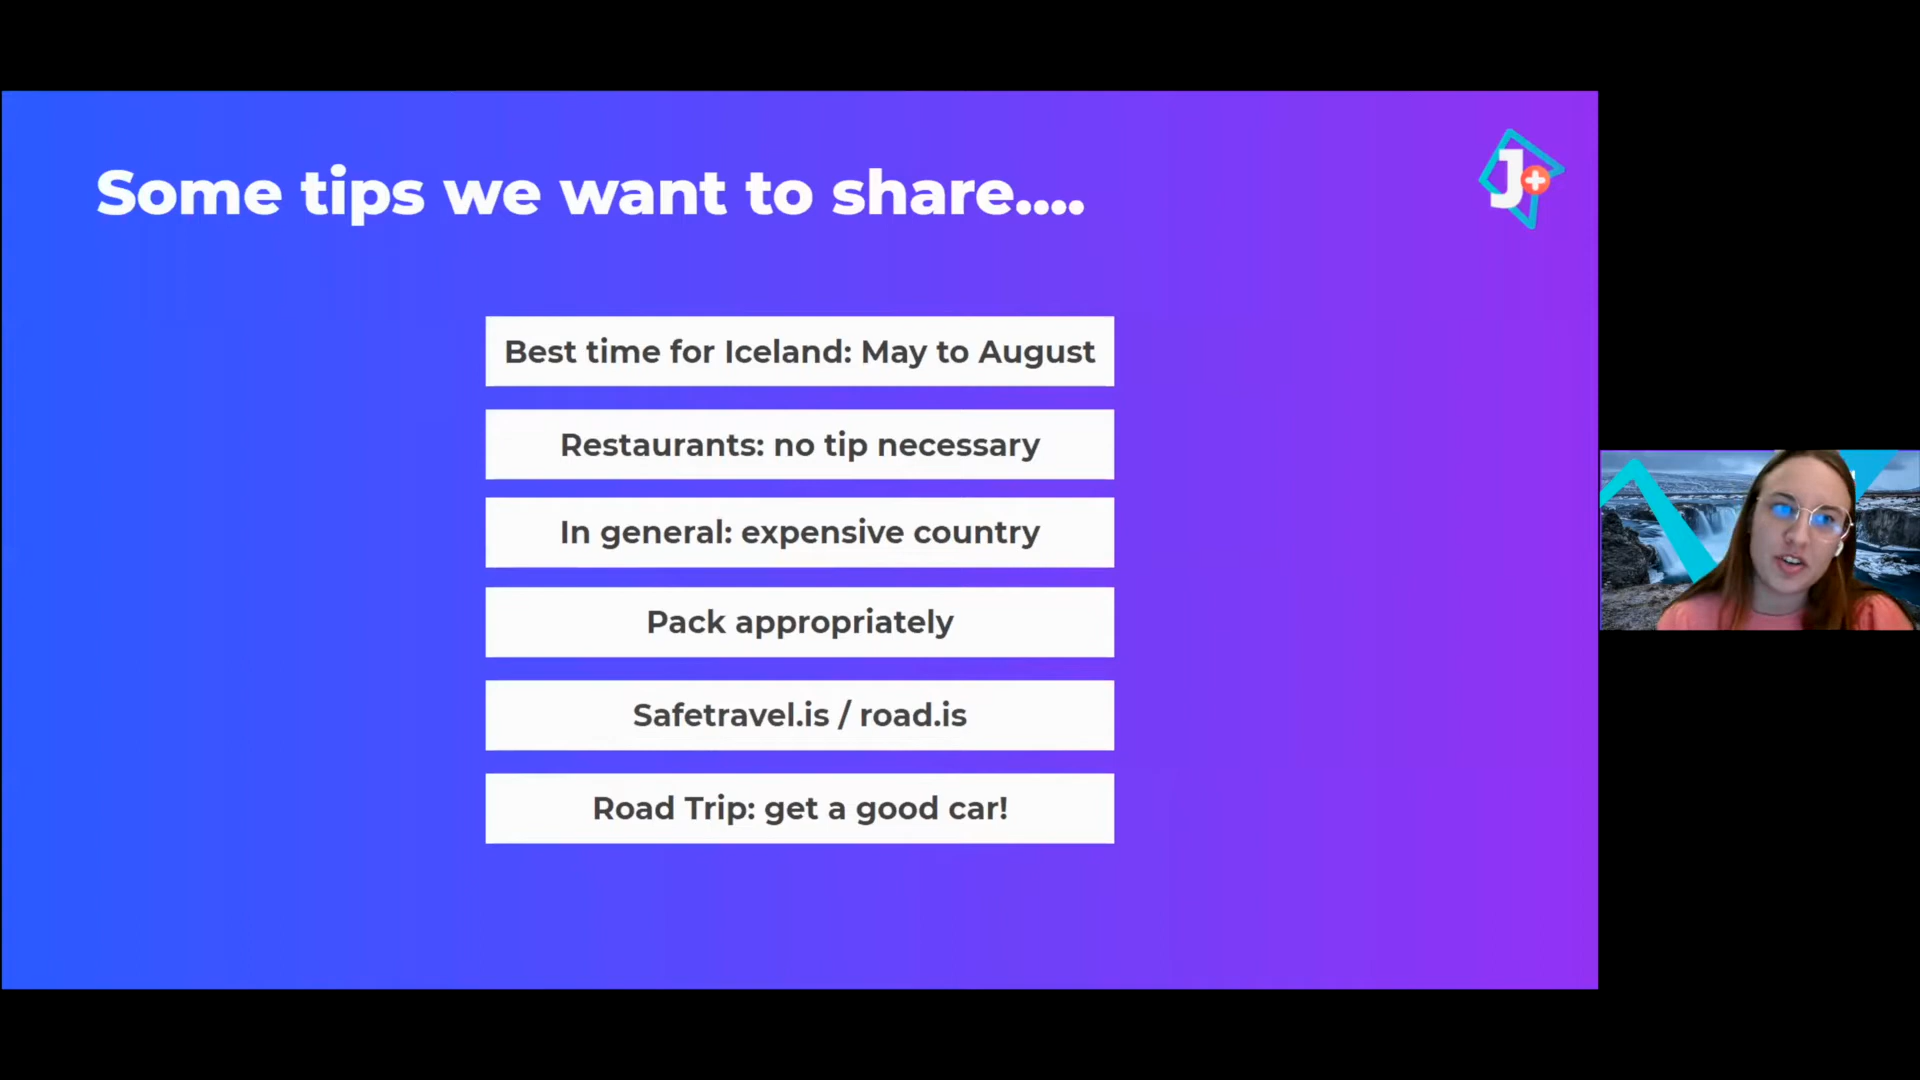 Some tips we want to share....
J+
Best time for Iceland: May to August
Restaurants: no tip necessary
In general: expensive country
Pack appropriately
Safetravel.is / road.is
Road Trip: get a good car!